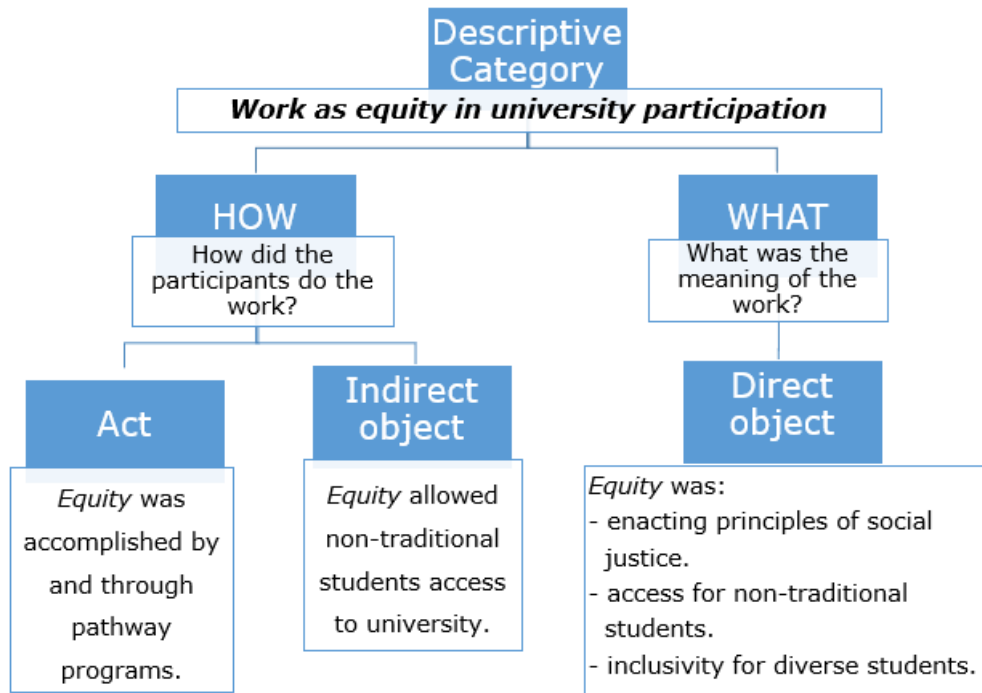 Descriptive
Category
Work as equity in university participation
HOW
How did the
participants do the
work?
WHAT
What was the
meaning of the
work?
Act
Equity was
accomplished by
and through
pathway
programs.
Indirect
object
Equity allowed
non-traditional
students access
to university.
Direct
object
Equity was:
- enacting principles of social
justice.
- access for non-traditional
students.
- inclusivity for diverse students.